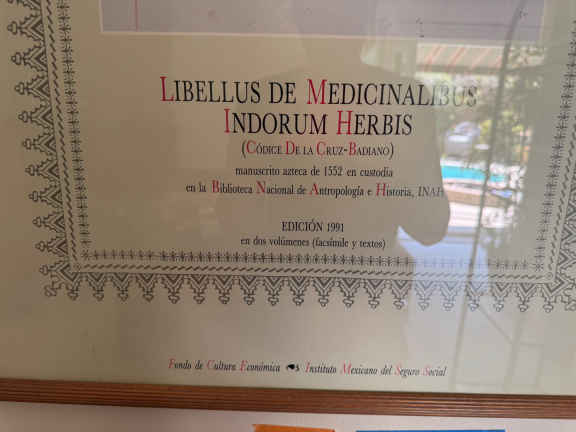 LIBELLUS DE MEDICINALIBUS
INDORUM HERBIS
(CÓDICE DE LA CRUZ-BADIANO)
manuscrito azteca de 1552 en custodia
en la Biblioteca Nacional de Antropología e Historia, INAH
EDICIÓN 1991
en dos volúmenes (facsímile y textos)
Fondo de Cultura Económica ❧ Instituto Mexicano del Seguro Social